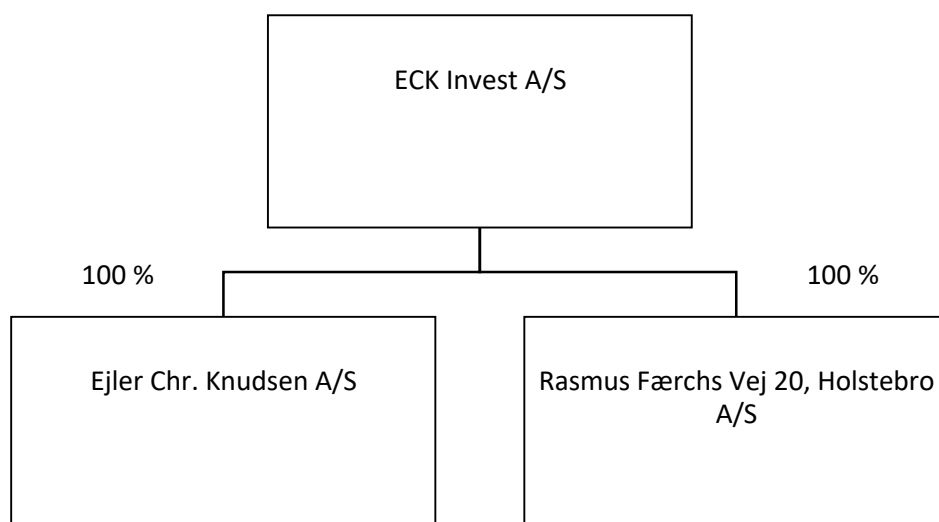 ECK Invest A/S
100 %
100 %
Ejler Chr. Knudsen A/S
Rasmus Færchs Vej 20, Holstebro
A/S